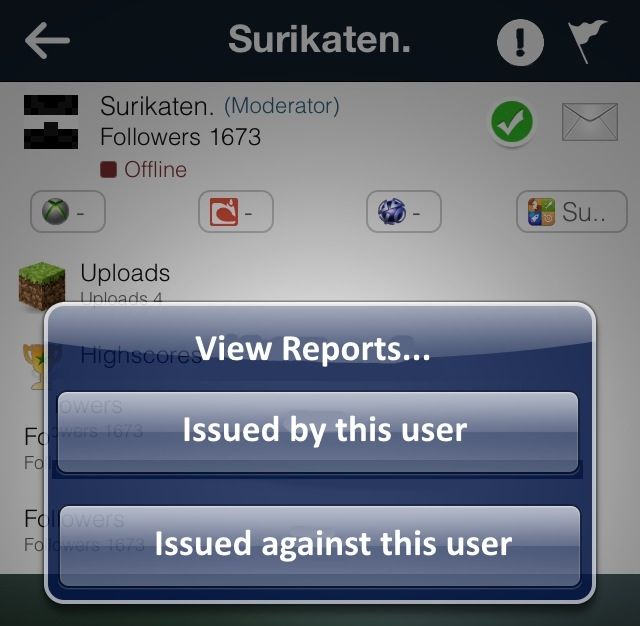 Surikaten.
Surikaten. (Moderator)
Followers 1673
Offline
-
-
-
Su..
Uploads
Uploads 4
Highscores
View Reports...
Followers
Followers 1673
Issued by this user
Followers
Followers 1673
Issued against this user